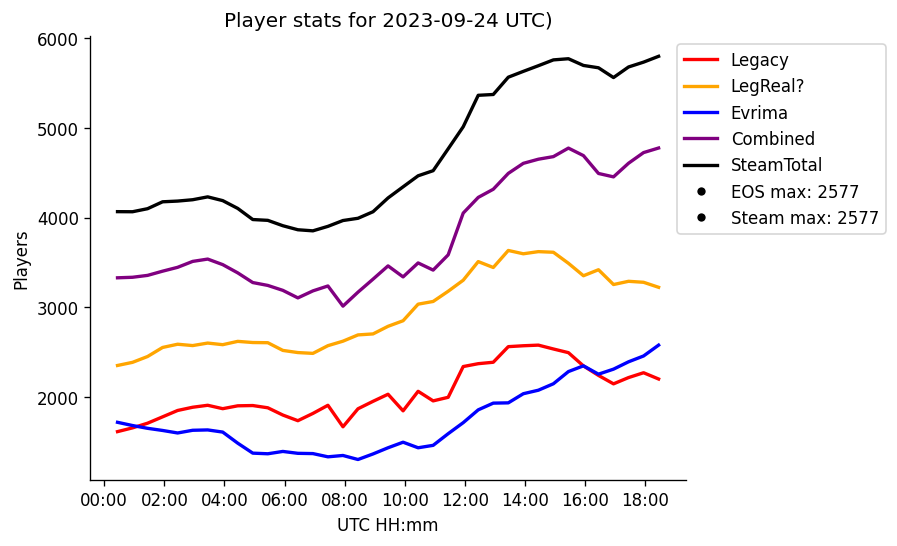 Player stats for 2023-09-24 UTC)
6000
5000
4000
3000
2000
Players
00:00 02:00 04:00 06:00 08:00 10:00 12:00 14:00 16:00 18:00
UTC HH:mm
Legacy
LegReal?
Evrima
Combined
SteamTotal
EOS max: 2577
Steam max: 2577